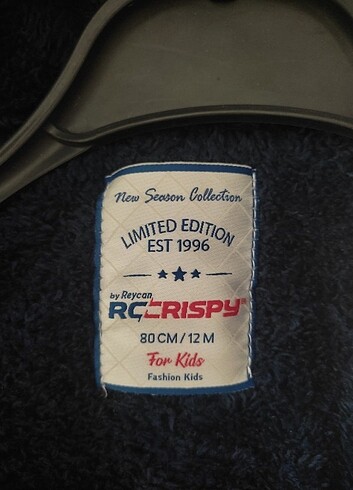 New Season Collection
LIMITED EDITION
EST 1996
by Reycan
RCCRISPY
80 CM / 12 M
For Kids
Fashion Kids